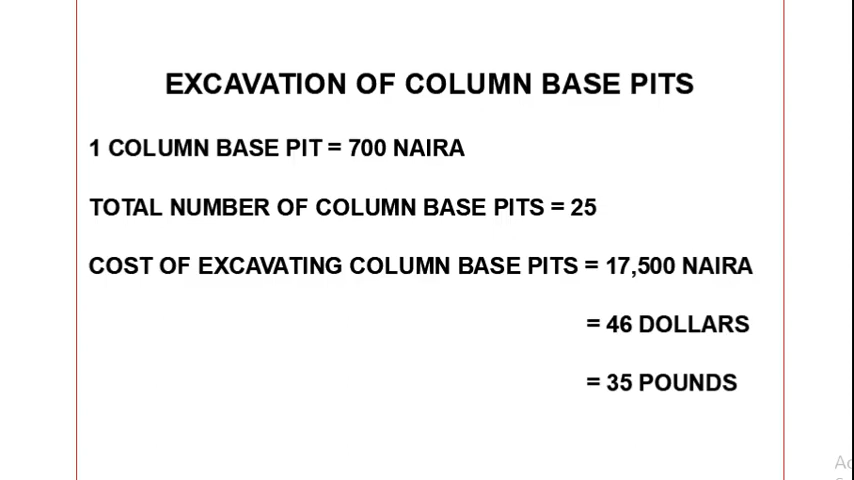 EXCAVATION OF COLUMN BASE PITS
1 COLUMN BASE PIT = 700 NAIRA
TOTAL NUMBER OF COLUMN BASE PITS = 25
COST OF EXCAVATING COLUMN BASE PITS = 17,500 NAIRA
= 46 DOLLARS
= 35 POUNDS